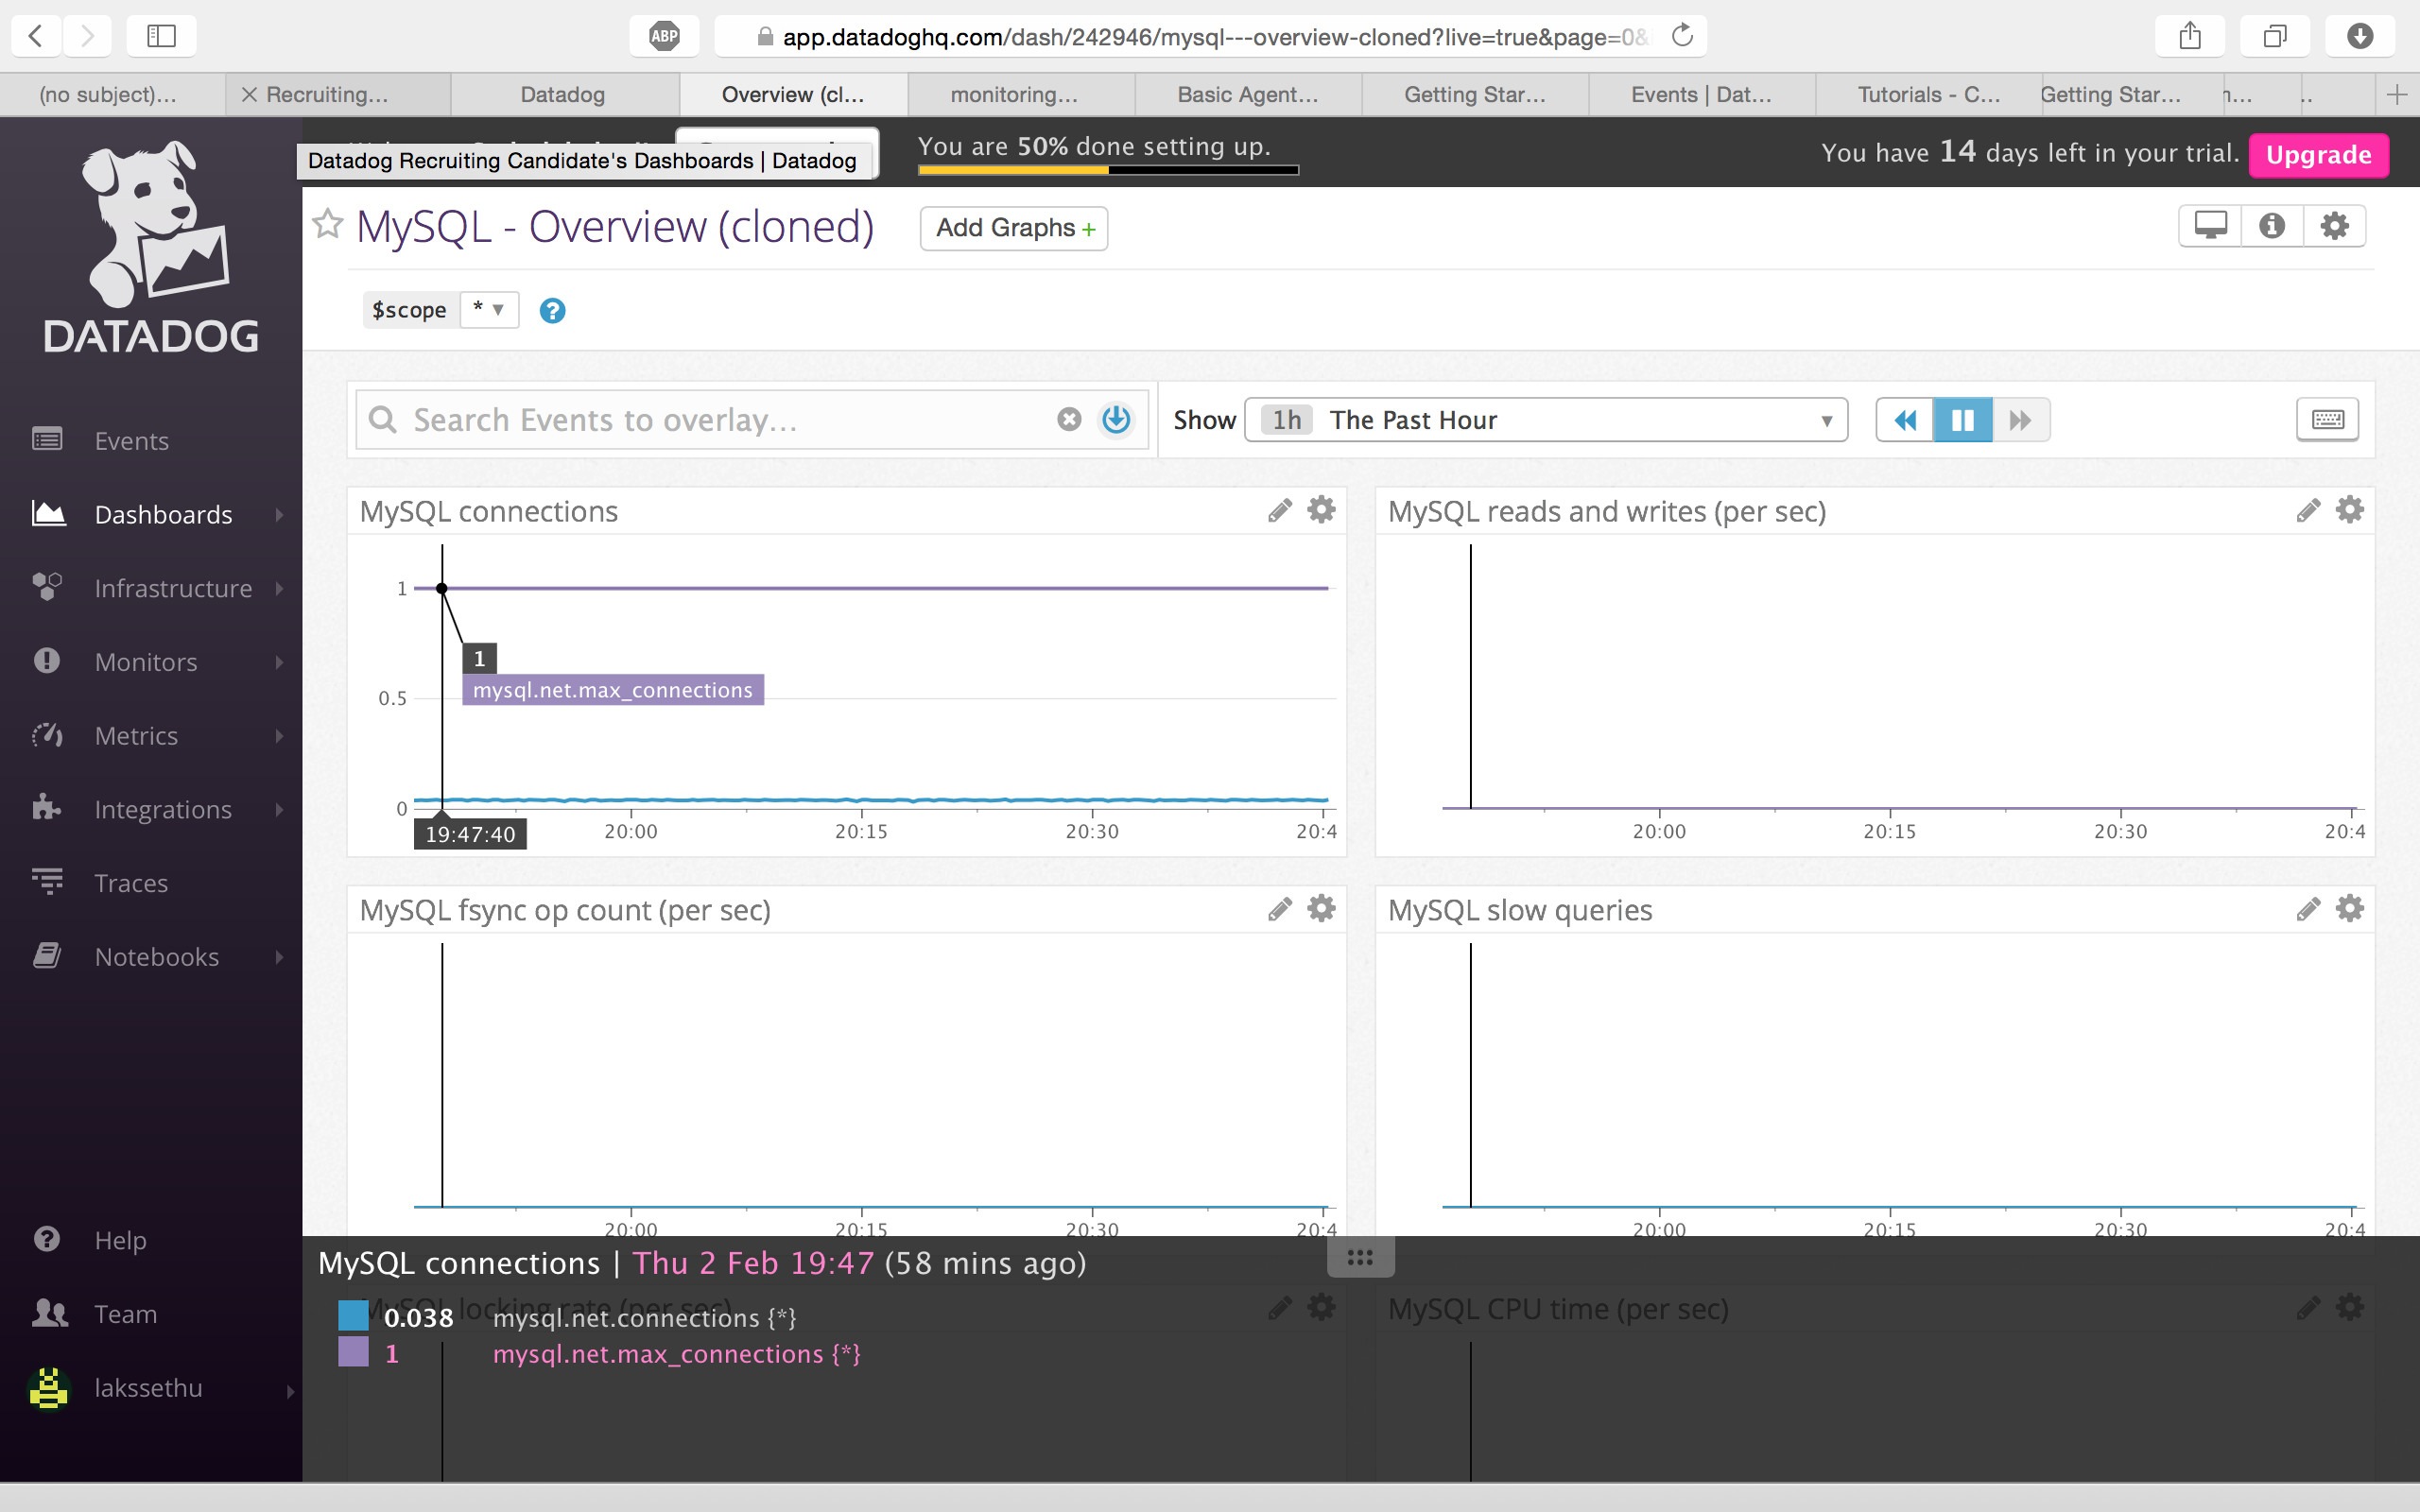 ABP
app.datadoghq.com/dash/242946/mysql---overview-cloned?live=true&page=0&
(no subject)...
Recruiting...
Datadog
Overview (cl...
monitoring...
Basic Agent...
Getting Star...
Events | Dat...
Tutorials - C...
Getting Star...
...
Datadog Recruiting Candidate's Dashboards | Datadog
You are 50% done setting up.
You have 14 days left in your trial.
Upgrade
DATADOG
Events
Dashboards
Infrastructure
Monitors
Metrics
Integrations
Traces
Notebooks
Help
Team
lakssethu
MySQL - Overview (cloned)
Add Graphs +
$scope
*
?
Search Events to overlay...
Show
1h The Past Hour
MySQL connections
1
0.5
0
1
mysql.net.max_connections
19:47:40
20:00
20:15
20:30
20:4
MySQL reads and writes (per sec)
20:00
20:15
20:30
20:4
MySQL fsync op count (per sec)
20:00
20:15
20:30
20:4
MySQL slow queries
20:00
20:15
20:30
20:4
MySQL connections | Thu 2 Feb 19:47 (58 mins ago)
MySQL locking rate (per sec)
0.038 mysql.net.connections {*}
1 mysql.net.max_connections {*}
MySQL CPU time (per sec)